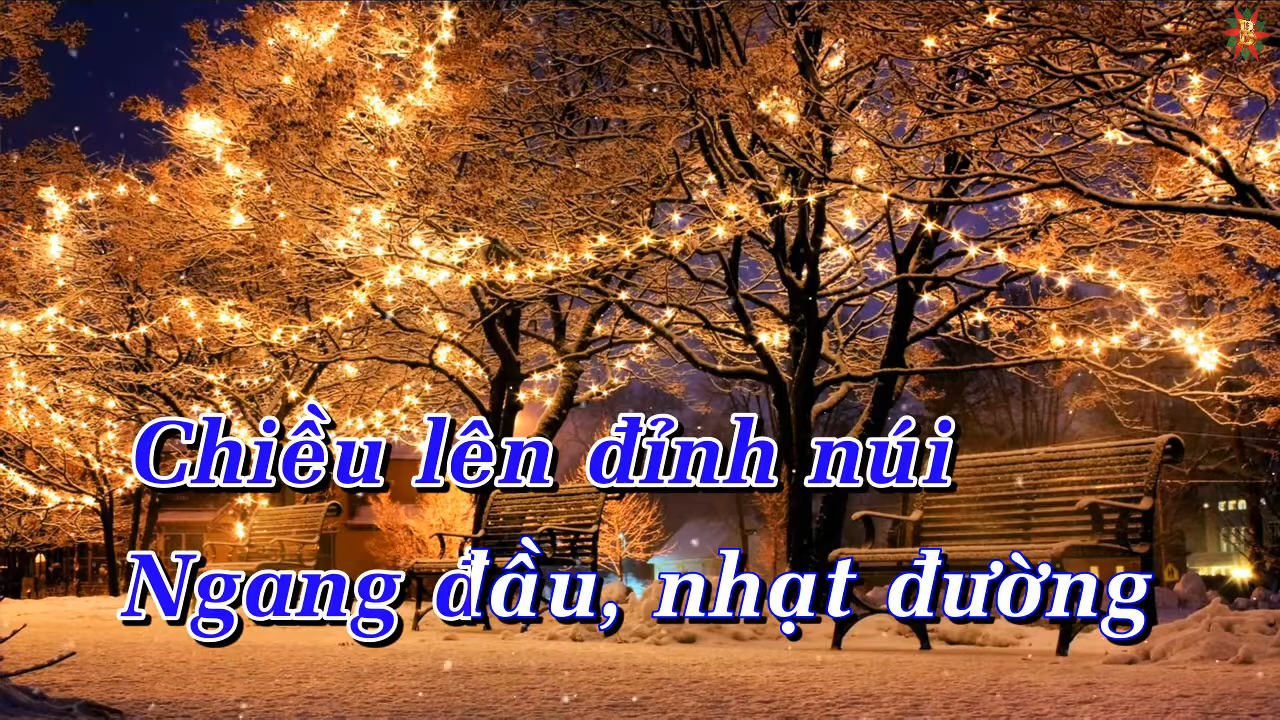 Chiều lên đỉnh núi
Ngang đầu, nhạt đường